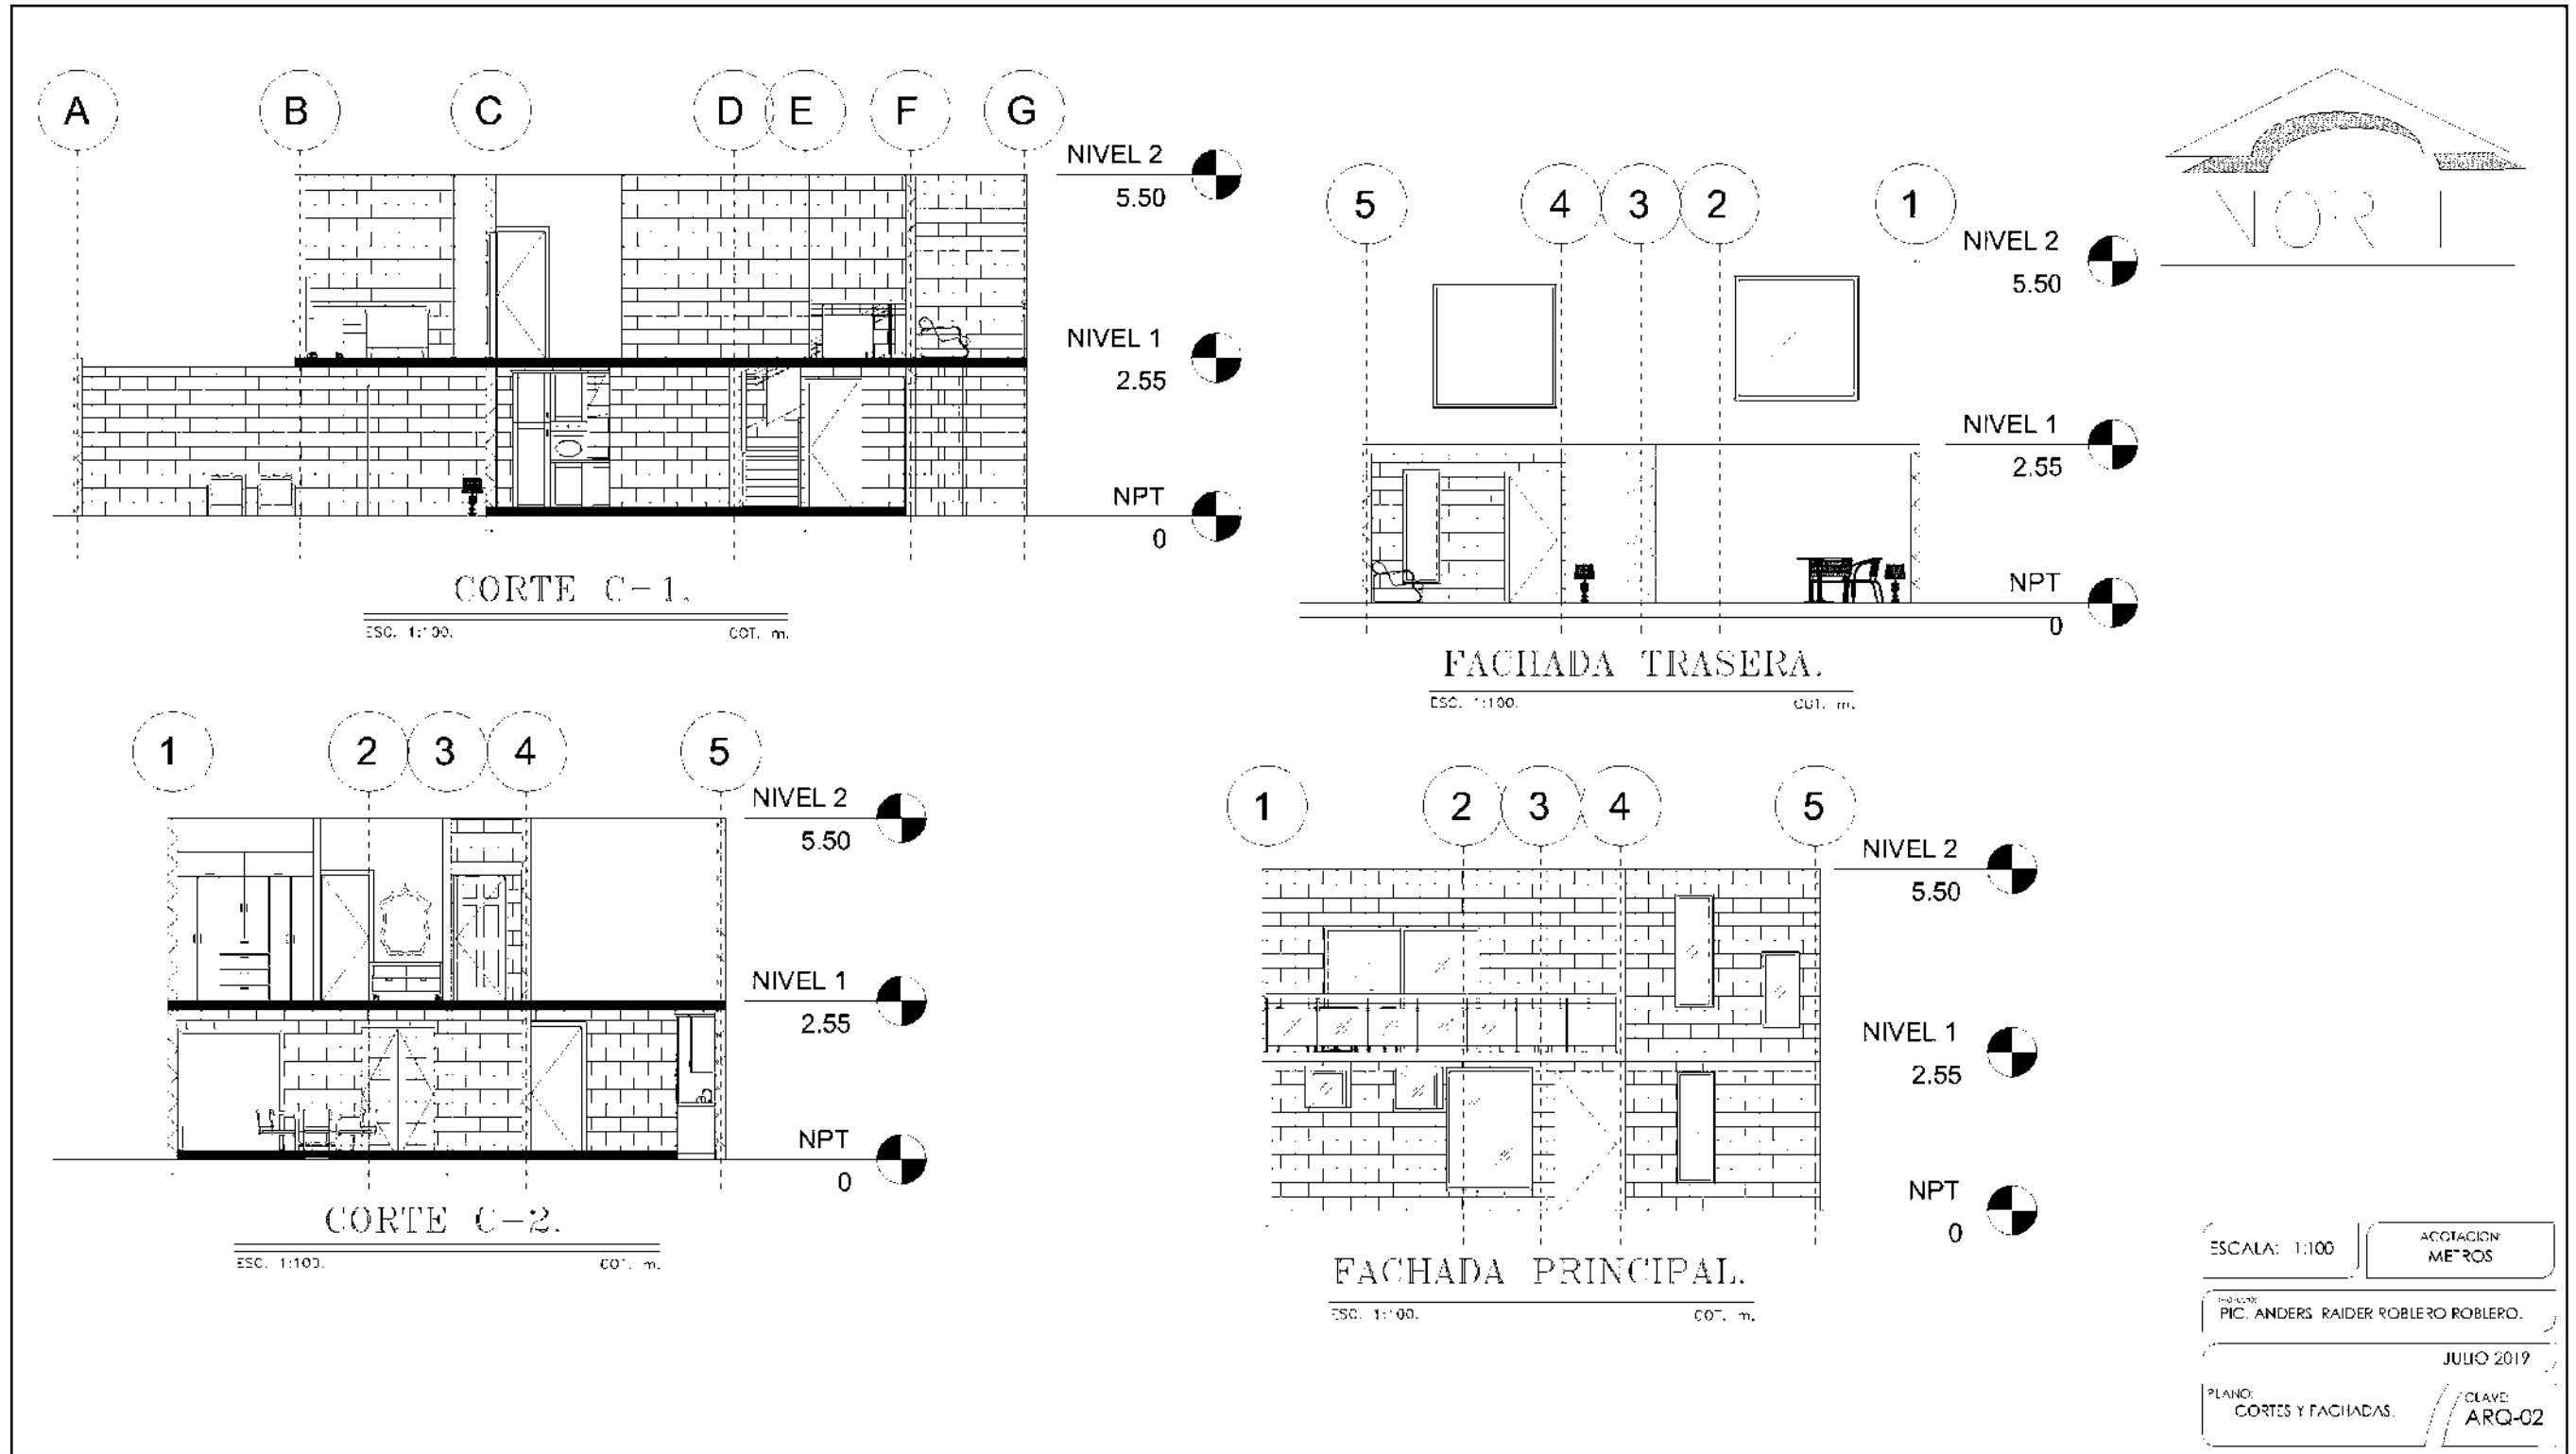 A B C D E F G
NIVEL 2
5.50
NIVEL 1
2.55
NPT
0
CORTE C-1.
ESC. 1:100.
COT. m.
5 4 3 2 1
NIVEL 2
5.50
NIVEL 1
2.55
NPT
0
FACHADA TRASERA.
ESC. 1:100.
COT. m.
1 2 3 4 5
NIVEL 2
5.50
NIVEL 1
2.55
NPT
0
CORTE C-2.
ESC. 1:100.
COT. m.
1 2 3 4 5
NIVEL 2
5.50
NIVEL 1
2.55
NPT
0
FACHADA PRINCIPAL.
ESC. 1:100.
COT. m.
ESCALA: 1:100
ACOTACION:
METROS
PIC. ANDERS RAIDER ROBLERO ROBLERO.
JULIO 2019
PLANO:
CORTES Y FACHADAS.
CLAVE:
ARQ-02